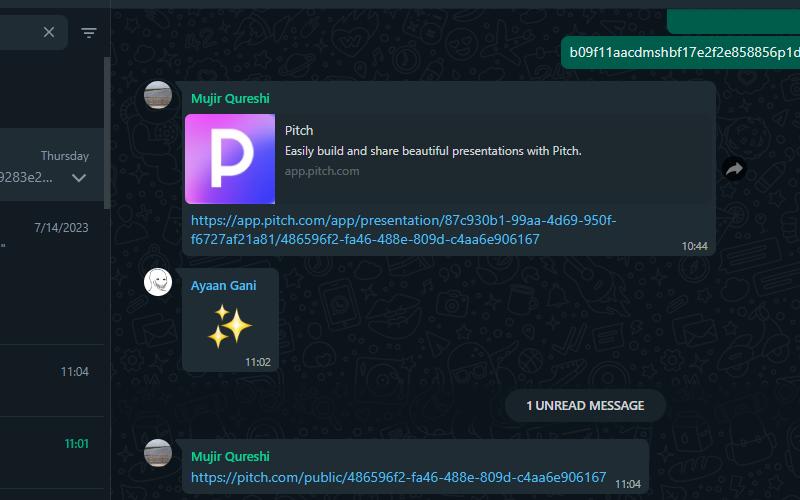 b09f11aacdmshbf17e2f2e858856p1d
Thursday
9283e2...
7/14/2023
"
11:04
11:01
Mujir Qureshi
P
Pitch
Easily build and share beautiful presentations with Pitch.
app.pitch.com
https://app.pitch.com/app/presentation/87c930b1-99aa-4d69-950f-
f6727af21a81/486596f2-fa46-488e-809d-c4aa6e906167
10:44
Ayaan Gani
✨
11:02
1 UNREAD MESSAGE
Mujir Qureshi
https://pitch.com/public/486596f2-fa46-488e-809d-c4aa6e906167
11:04